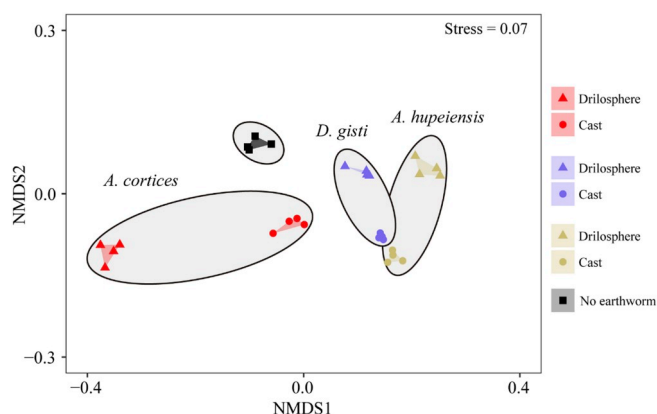 0.3
Stress = 0.07
D. gisti
A. hupeiensis
A. cortices
NMDS2
0.0
−0.3
−0.4
0.0
0.4
NMDS1
Drilosphere
Cast
Drilosphere
Cast
Drilosphere
Cast
No earthworm